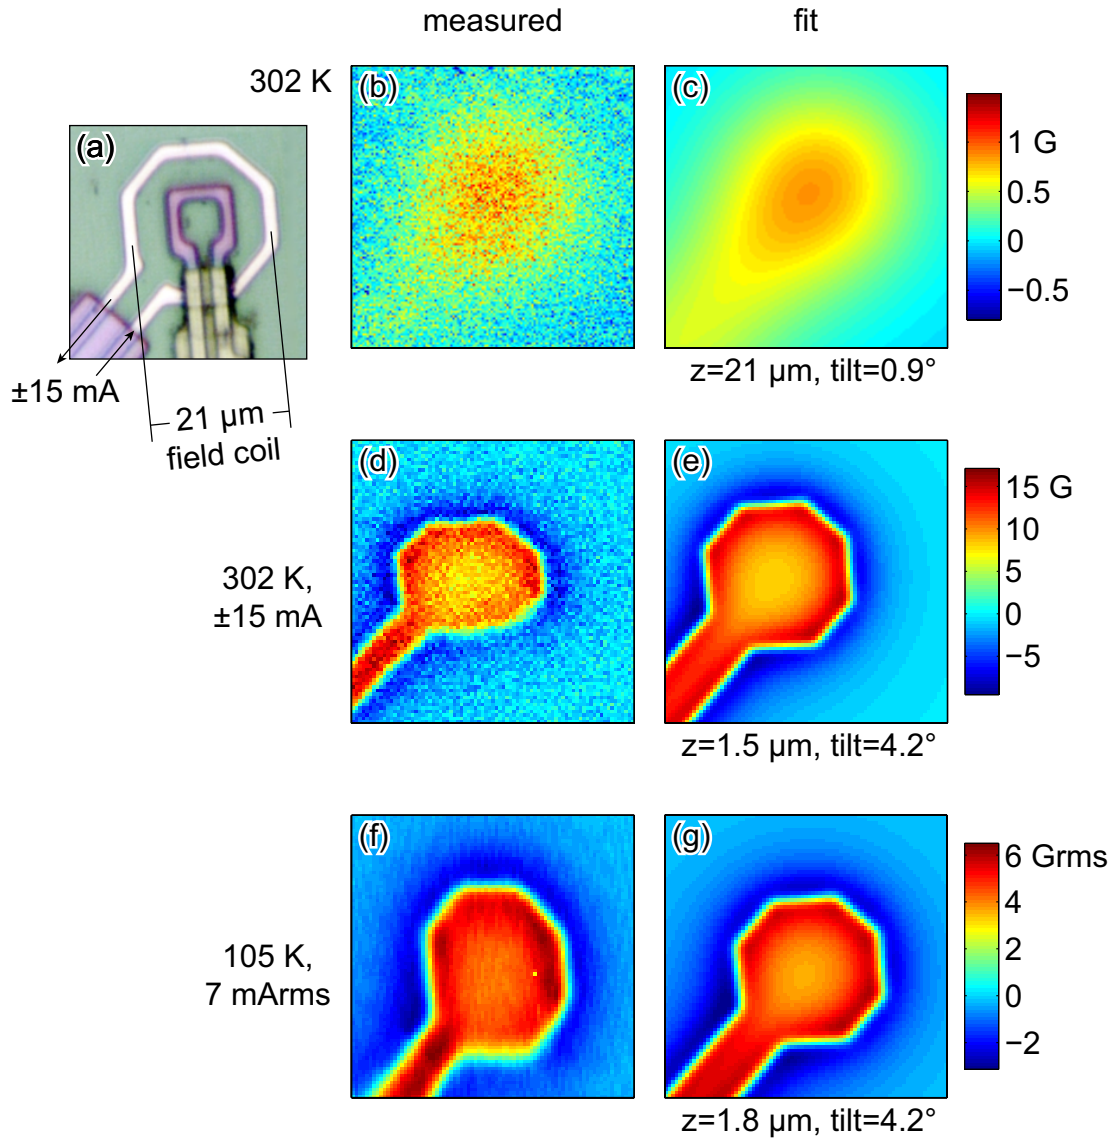 measured
fit
302 K
(a)
(b)
(c)
1 G
0.5
0
−0.5
±15 mA
21 µm
field coil
z=21 µm, tilt=0.9°
302 K,
±15 mA
(d)
(e)
15 G
10
5
0
−5
z=1.5 µm, tilt=4.2°
105 K,
7 mArms
(f)
(g)
6 Grms
4
2
0
−2
z=1.8 µm, tilt=4.2°